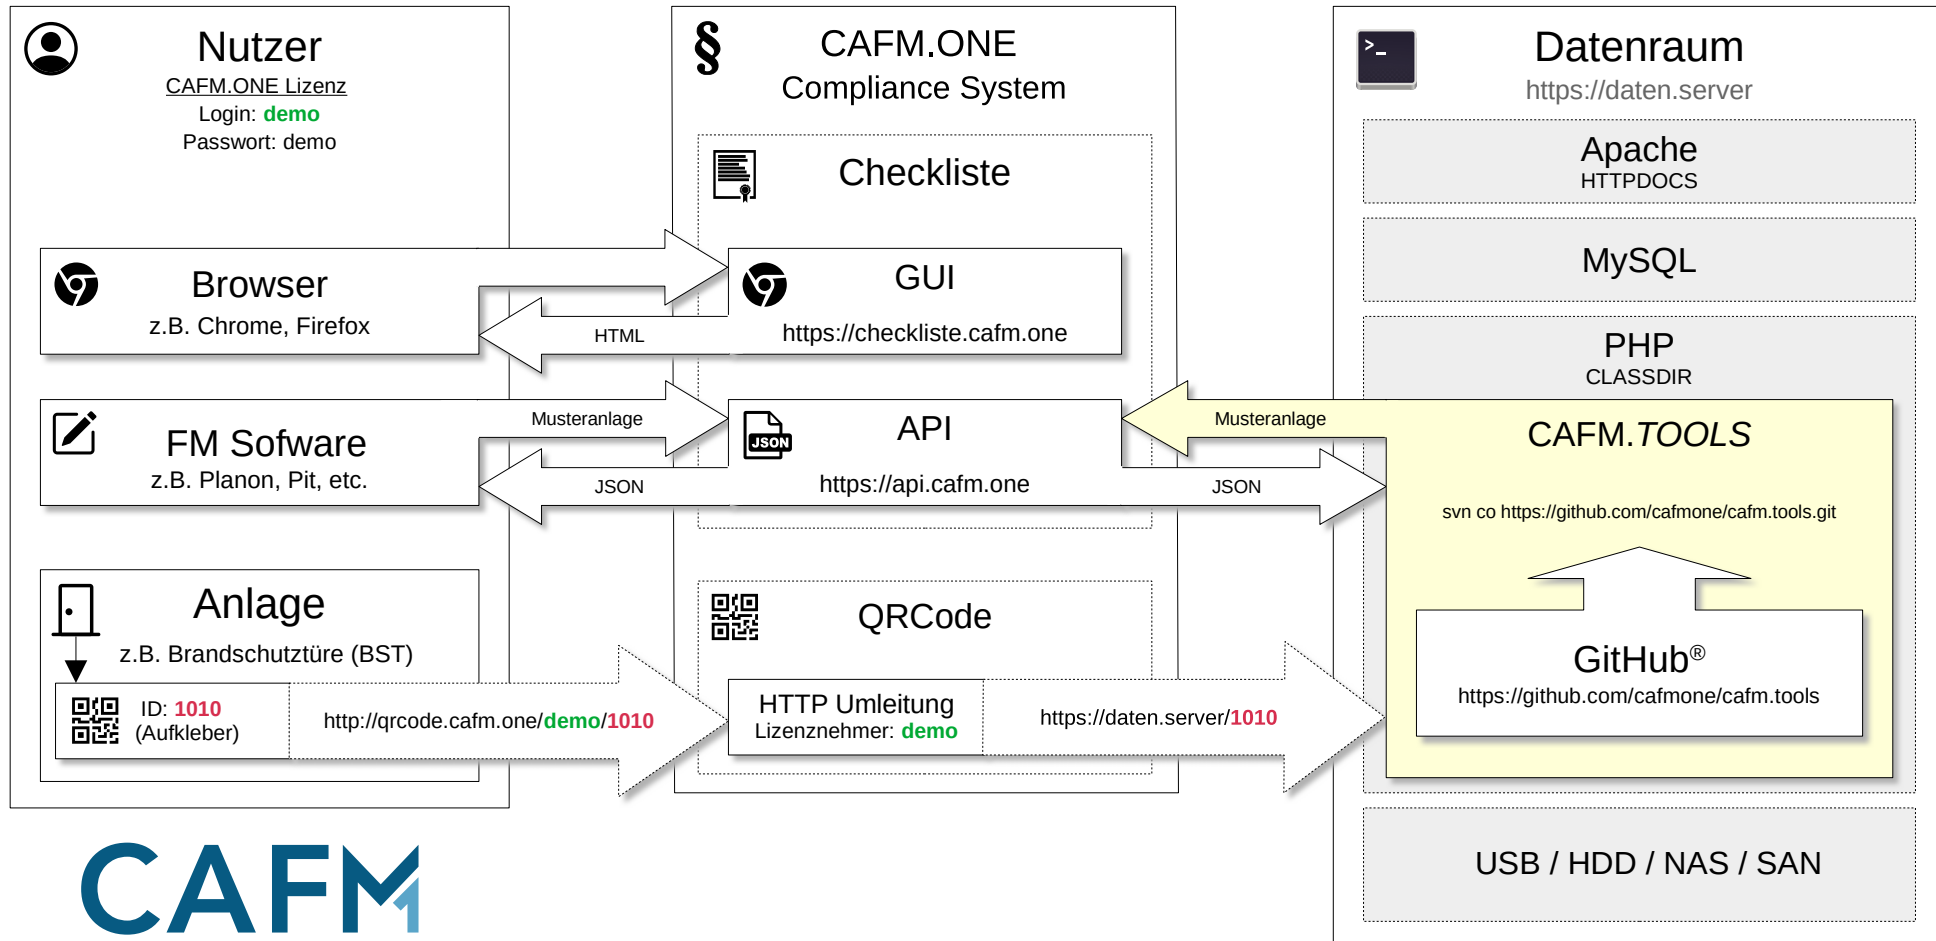 Nutzer
CAFM.ONE Lizenz
Login: demo
Passwort: demo
Browser
z.B. Chrome, Firefox
FM Sofware
z.B. Planon, Pit, etc.
Anlage
z.B. Brandschutztüre (BST)
ID: 1010
(Aufkleber)
http://qrcode.cafm.one/demo/1010
HTML
Musteranlage
JSON
§
CAFM.ONE
Compliance System
Checkliste
GUI
https://checkliste.cafm.one
JSON
API
https://api.cafm.one
QRCode
HTTP Umleitung
Lizenznehmer: demo
https://daten.server/1010
Musteranlage
JSON
>_
Datenraum
https://daten.server
Apache
HTTPDOCS
MySQL
PHP
CLASSDIR
CAFM.TOOLS
svn co https://github.com/cafmone/cafm.tools.git
GitHub®
https://github.com/cafmone/cafm.tools
USB / HDD / NAS / SAN
CAFM1